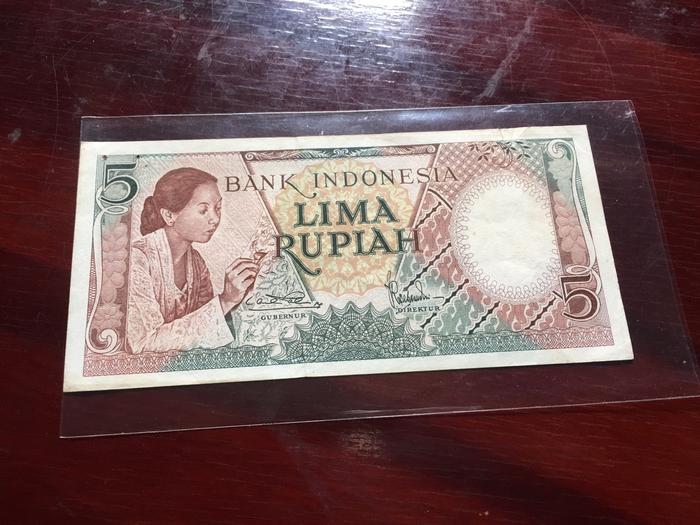 5
BANK INDONESIA
LIMA
RUPIAH
GUBERNUR
DIREKTUR
5